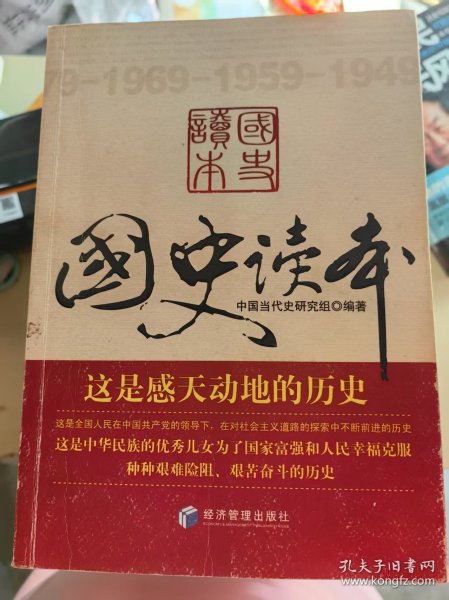 79-1969-1959-1949
國史
讀本
國史读本
中国当代史研究组◎编著
这是感天动地的历史
这是全国人民在中国共产党的领导下，在对社会主义道路的探索中不断前进的历史
这是中华民族的优秀儿女为了国家富强和人民幸福克服
种种艰难险阻、艰苦奋斗的历史
经济管理出版社
ECONOMY & MANAGEMENT PUBLISHING HOUSE
孔夫子旧书网
www.kongfz.com